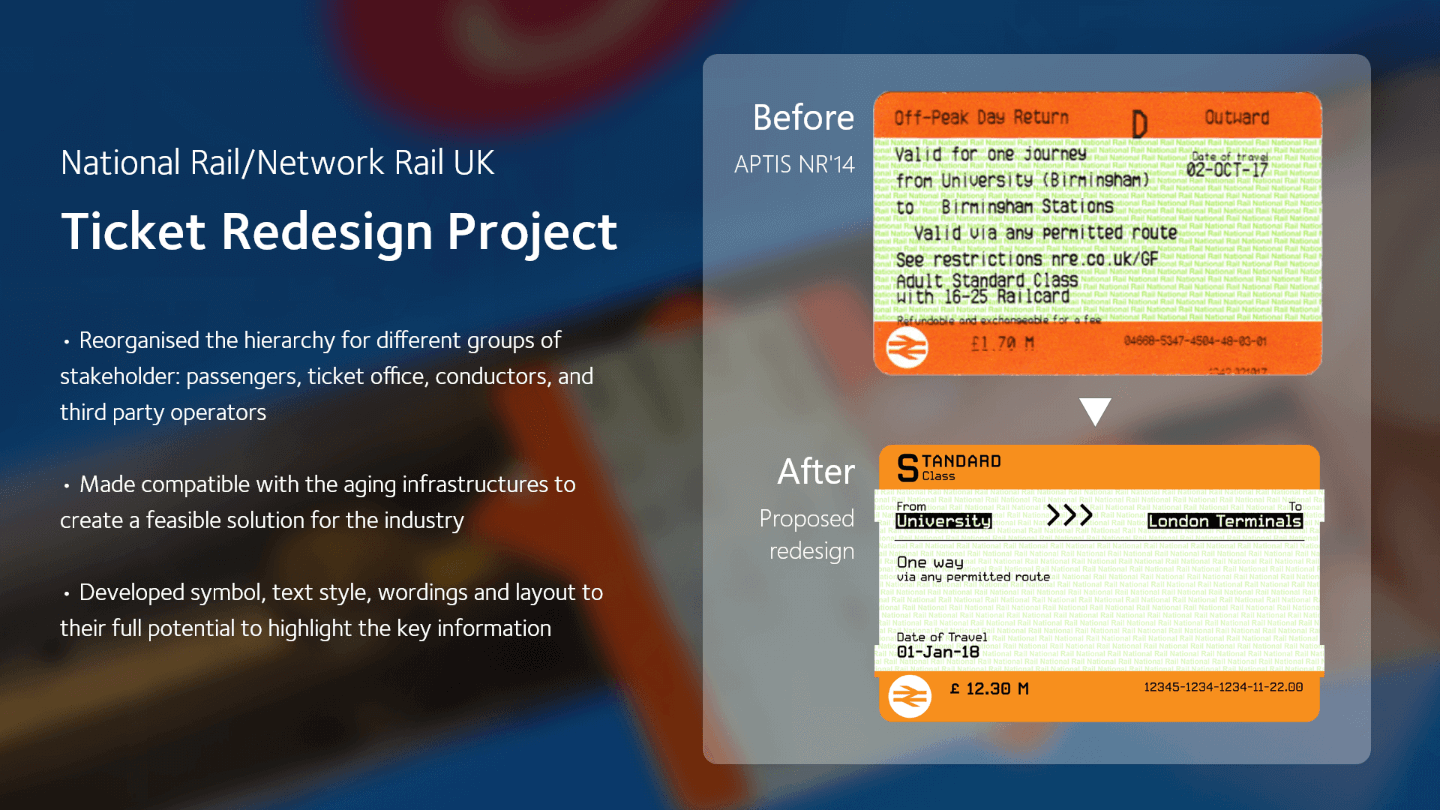 National Rail/Network Rail UK
Ticket Redesign Project
• Reorganised the hierarchy for different groups of
stakeholder: passengers, ticket office, conductors, and
third party operators
• Made compatible with the aging infrastructures to
create a feasible solution for the industry
• Developed symbol, text style, wordings and layout to
their full potential to highlight the key information
Before
APTIS NR'14
Off-Peak Day Return D Outward
Valid for one journey
Date of travel
02-OCT-17
from University (Birmingham)
to Birmingham Stations
Valid via any permitted route
See restrictions nre.co.uk/GF
Adult Standard Class
with 16-25 Railcard
Refundable and exchangeable for a fee
£1.70 M 04668-5347-4504-48-03-01
After
Proposed
redesign
STANDARD
Class
From To
University >>> London Terminals
One way
via any permitted route
Date of Travel
01-Jan-18
£ 12.30 M 12345-1234-1234-11-22.00